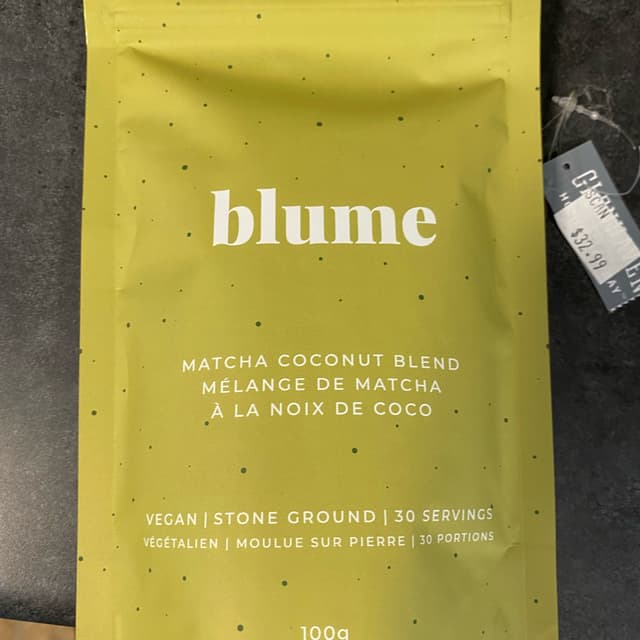 blume
MATCHA COCONUT BLEND
MÉLANGE DE MATCHA
À LA NOIX DE COCO
VEGAN | STONE GROUND | 30 SERVINGS
VÉGÉTALIEN | MOULUE SUR PIERRE | 30 PORTIONS
100g
SCAN
$32.99